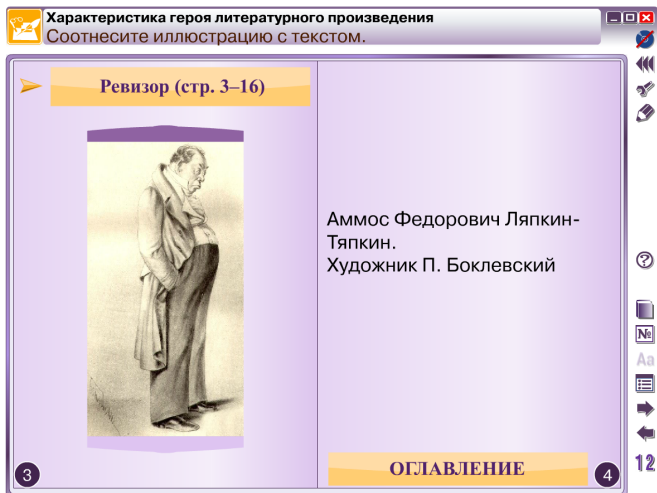 Характеристика героя литературного произведения
Соотнесите иллюстрацию с текстом.
Ревизор (стр. 3–16)
Аммос Федорович Ляпкин-
Тяпкин.
Художник П. Боклевский
№
Aa
12
ОГЛАВЛЕНИЕ
3
4